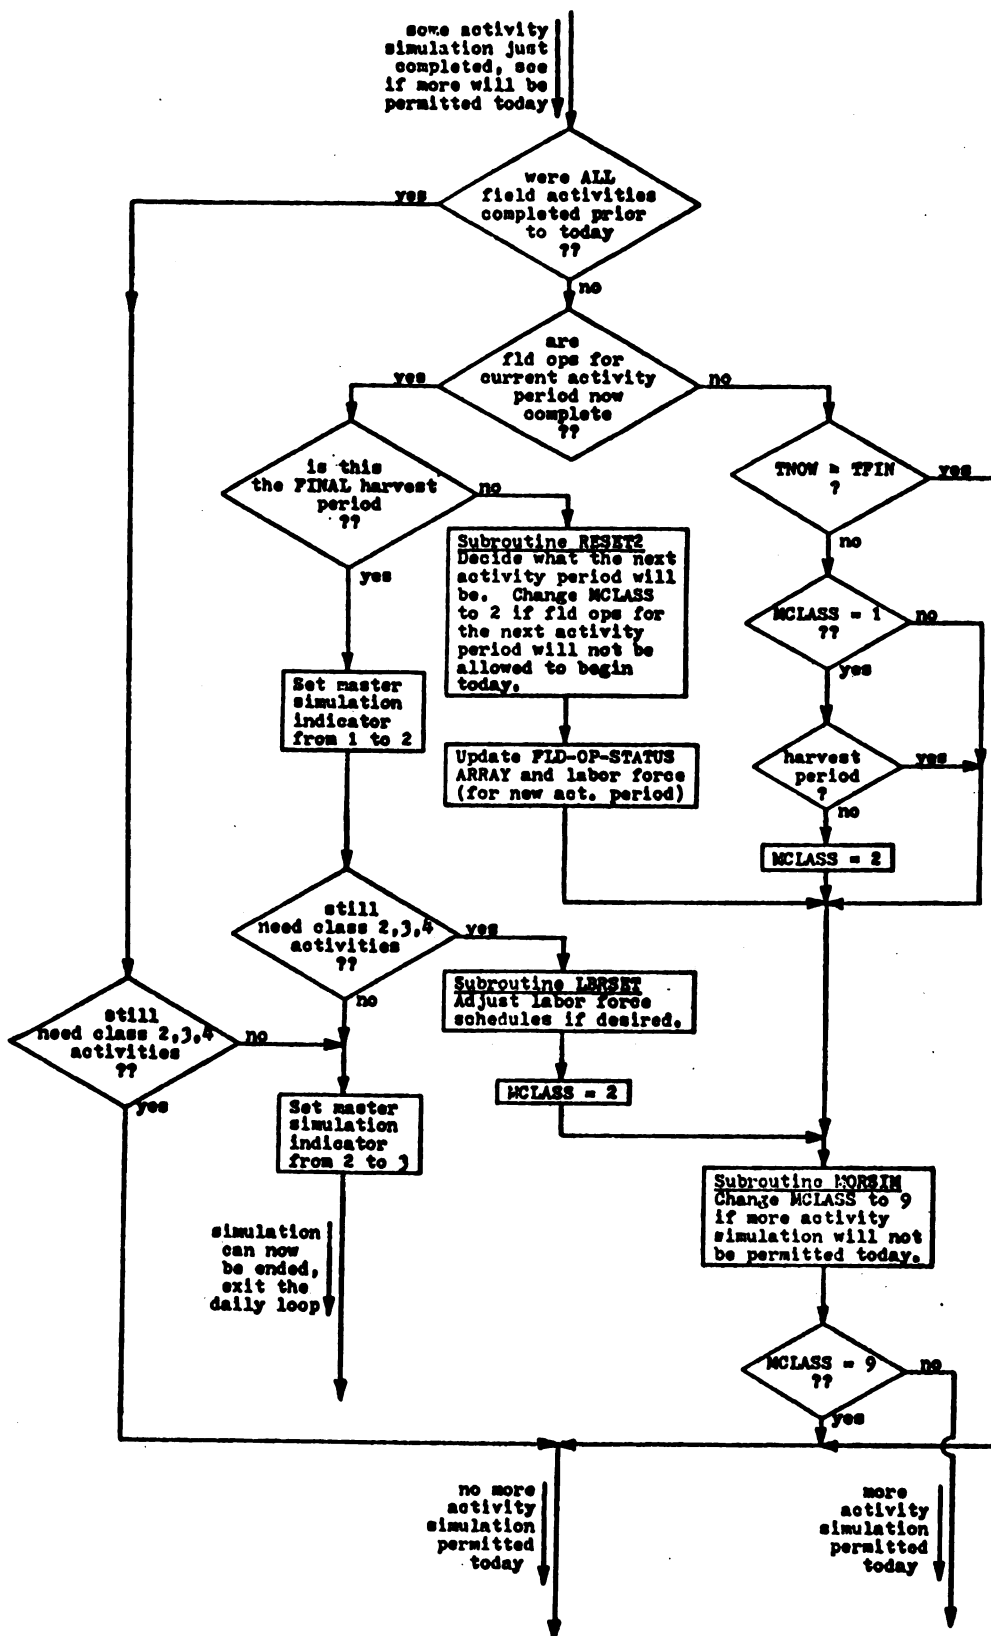 some activity
simulation just
completed, see
if more will be
permitted today
were ALL
field activities
completed prior
to today
??
yes
no
are
fld ops for
current activity
period now
complete
??
yes
no
is this
the FINAL harvest
period
??
no
yes
TNOW = TFIN
?
yes
no
Subroutine RESET2
Decide what the next
activity period will
be. Change MCLASS
to 2 if fld ops for
the next activity
period will not be
allowed to begin
today.
MCLASS = 1
??
no
yes
Set master
simulation
indicator
from 1 to 2
Update FLD-OP-STATUS
ARRAY and labor force
(for new act. period)
harvest
period
?
yes
no
MCLASS = 2
still
need class 2,3,4
activities
??
yes
no
Subroutine LBRSET
Adjust labor force
schedules if desired.
MCLASS = 2
still
need class 2,3,4
activities
??
no
yes
Set master
simulation
indicator
from 2 to 3
Subroutine MORSIM
Change MCLASS to 9
if more activity
simulation will not
be permitted today.
simulation
can now
be ended,
exit the
daily loop
MCLASS = 9
??
no
yes
no more
activity
simulation
permitted
today
more
activity
simulation
permitted
today